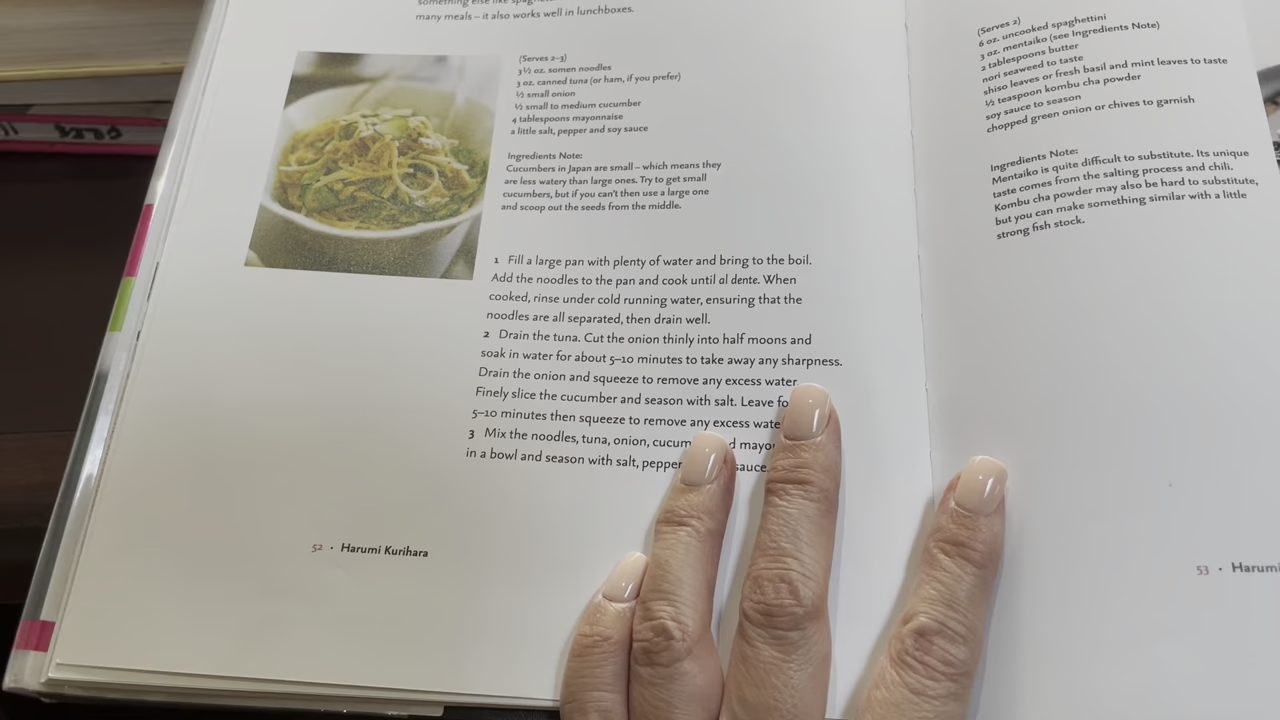 something else like
many meals – it also works well in lunchboxes.
(Serves 2–3)
3½ oz. somen noodles
3 oz. canned tuna (or ham, if you prefer)
½ small onion
½ small to medium cucumber
4 tablespoons mayonnaise
a little salt, pepper and soy sauce
Ingredients Note:
Cucumbers in Japan are small – which means they
are less watery than large ones. Try to get small
cucumbers, but if you can't then use a large one
and scoop out the seeds from the middle.
1 Fill a large pan with plenty of water and bring to the boil.
Add the noodles to the pan and cook until al dente. When
cooked, rinse under cold running water, ensuring that the
noodles are all separated, then drain well.
2 Drain the tuna. Cut the onion thinly into half moons and
soak in water for about 5–10 minutes to take away any sharpness.
Drain the onion and squeeze to remove any excess water.
Finely slice the cucumber and season with salt. Leave
5–10 minutes then squeeze to remove any excess
3 Mix the noodles, tuna, onion,
in a bowl and season with salt, pepper sauce.
52 · Harumi Kurihara
(Serves 2)
6 oz. uncooked spaghettini
3 oz. mentaiko (see Ingredients Note)
2 tablespoons butter
nori seaweed to taste
shiso leaves or fresh basil and mint leaves to taste
½ teaspoon kombu cha powder
soy sauce to season
chopped green onion or chives to garnish
Ingredients Note:
Mentaiko is quite difficult to substitute. Its unique
taste comes from the salting process and chili.
Kombu cha powder may also be hard to substitute,
but you can make something similar with a little
strong fish stock.
53 · Harumi